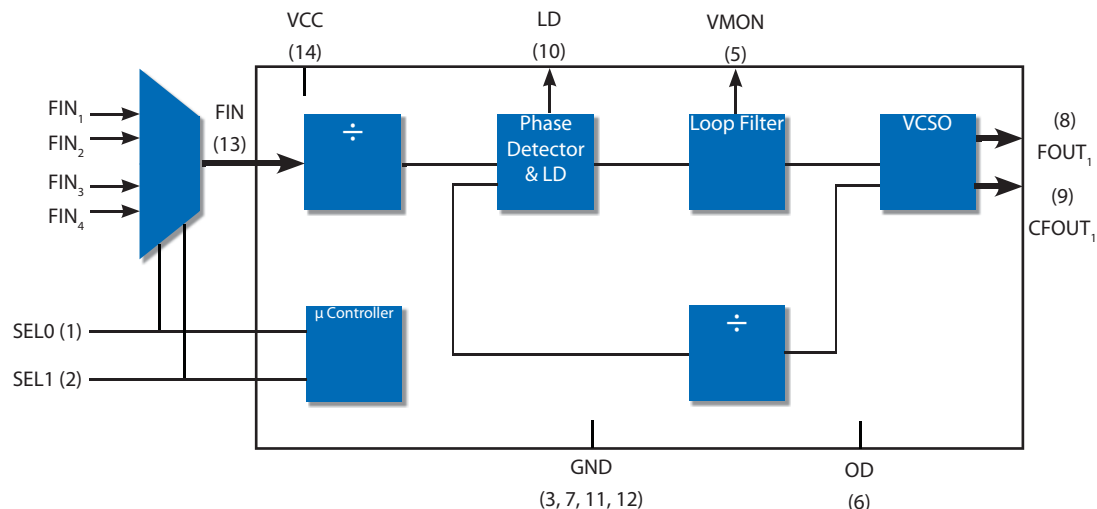 VCC
(14)
LD
(10)
VMON
(5)
FIN₁
FIN₂
FIN₃
FIN₄
FIN
(13)
÷
Phase
Detector
& LD
Loop Filter
VCSO
(8)
FOUT₁
(9)
CFOUT₁
SEL0 (1)
SEL1 (2)
µ Controller
÷
GND
(3, 7, 11, 12)
OD
(6)